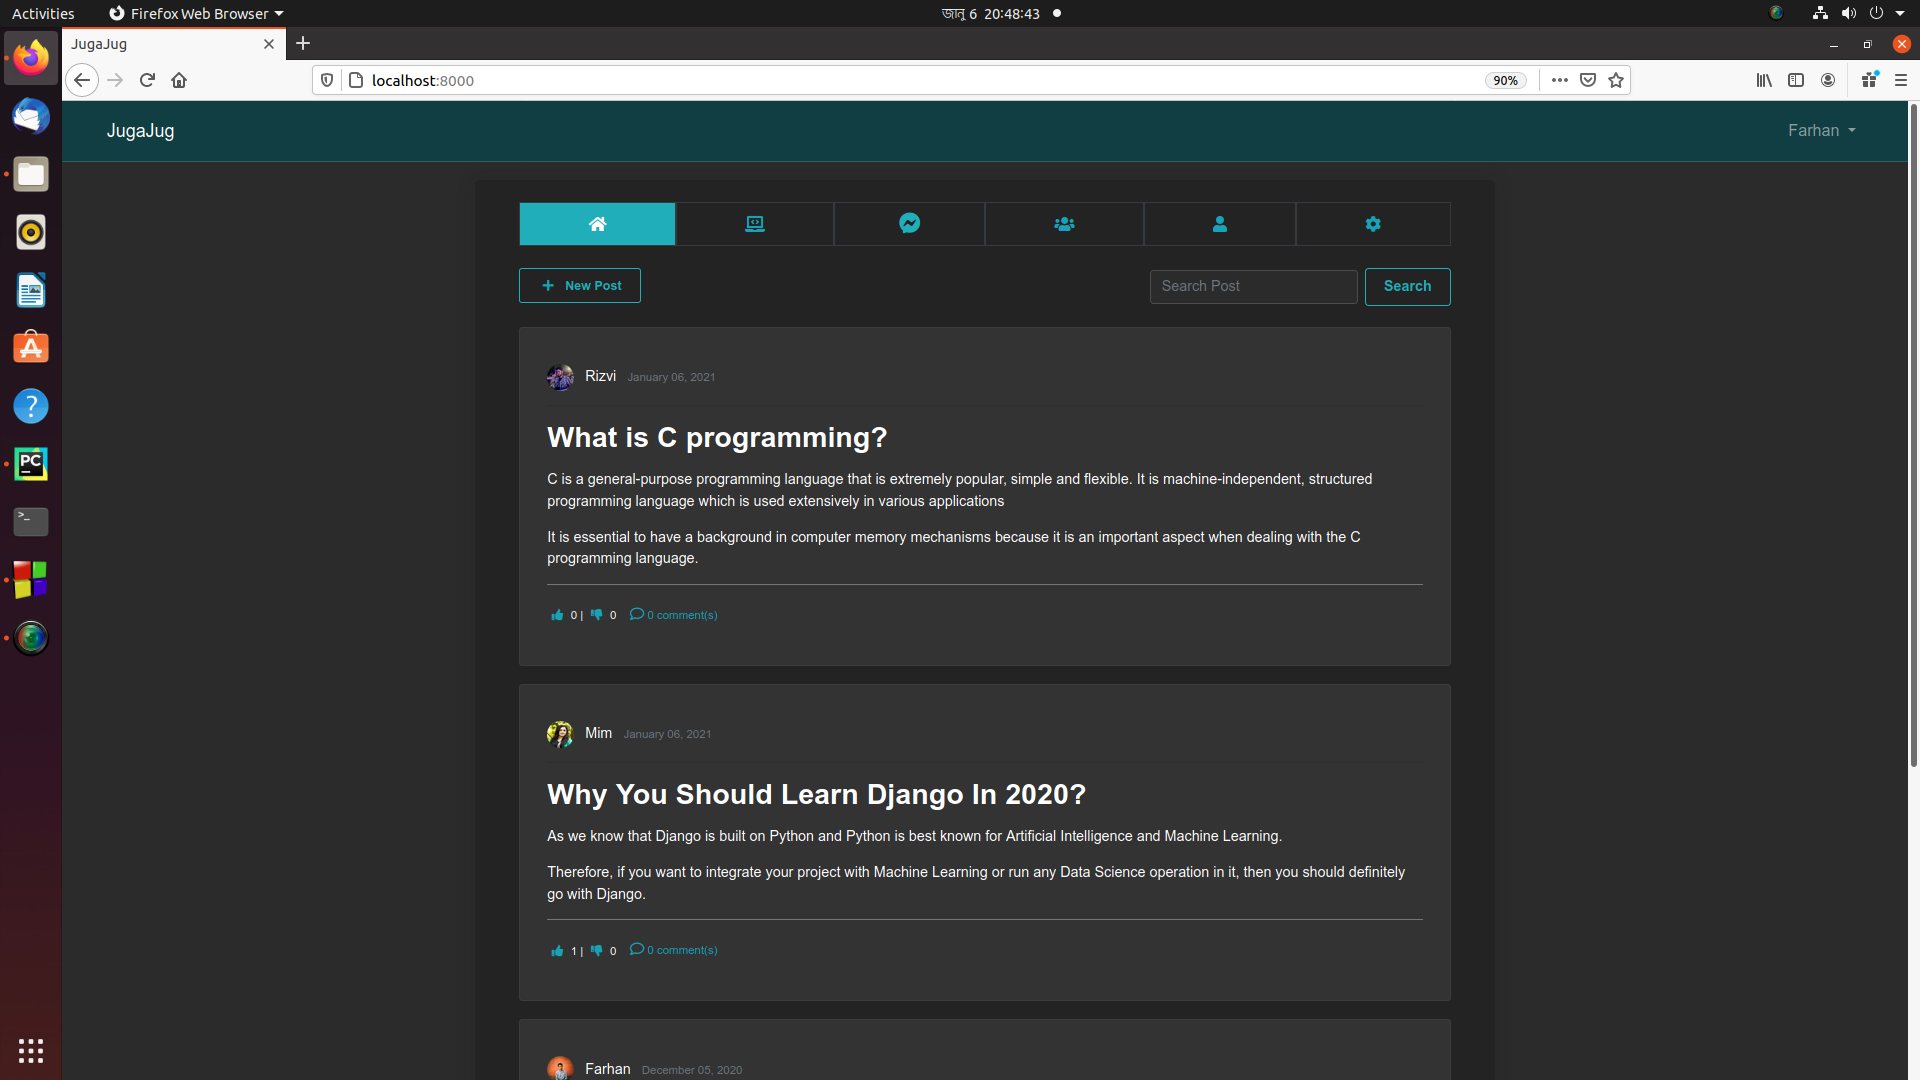 Activities
Firefox Web Browser
জানু 6 20:48:43
JugaJug
localhost:8000
90%
JugaJug
Farhan
New Post
Search Post
Search
Rizvi January 06, 2021
What is C programming?
C is a general-purpose programming language that is extremely popular, simple and flexible. It is machine-independent, structured
programming language which is used extensively in various applications
It is essential to have a background in computer memory mechanisms because it is an important aspect when dealing with the C
programming language.
0 | 0 0 comment(s)
Mim January 06, 2021
Why You Should Learn Django In 2020?
As we know that Django is built on Python and Python is best known for Artificial Intelligence and Machine Learning.
Therefore, if you want to integrate your project with Machine Learning or run any Data Science operation in it, then you should definitely
go with Django.
1 | 0 0 comment(s)
Farhan December 05, 2020
PC
>_
?